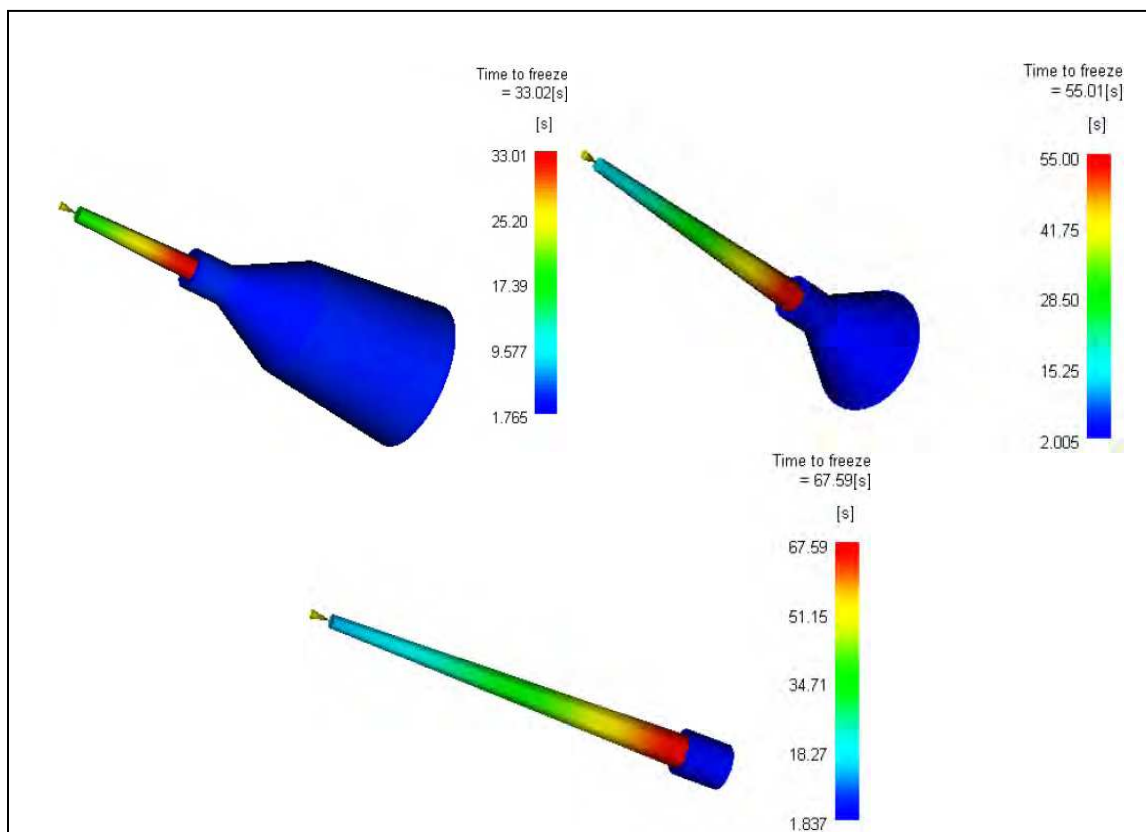 Time to freeze
= 33.02[s]
[s]
33.01
25.20
17.39
9.577
1.765
Time to freeze
= 55.01[s]
[s]
55.00
41.75
28.50
15.25
2.005
Time to freeze
= 67.59[s]
[s]
67.59
51.15
34.71
18.27
1.837